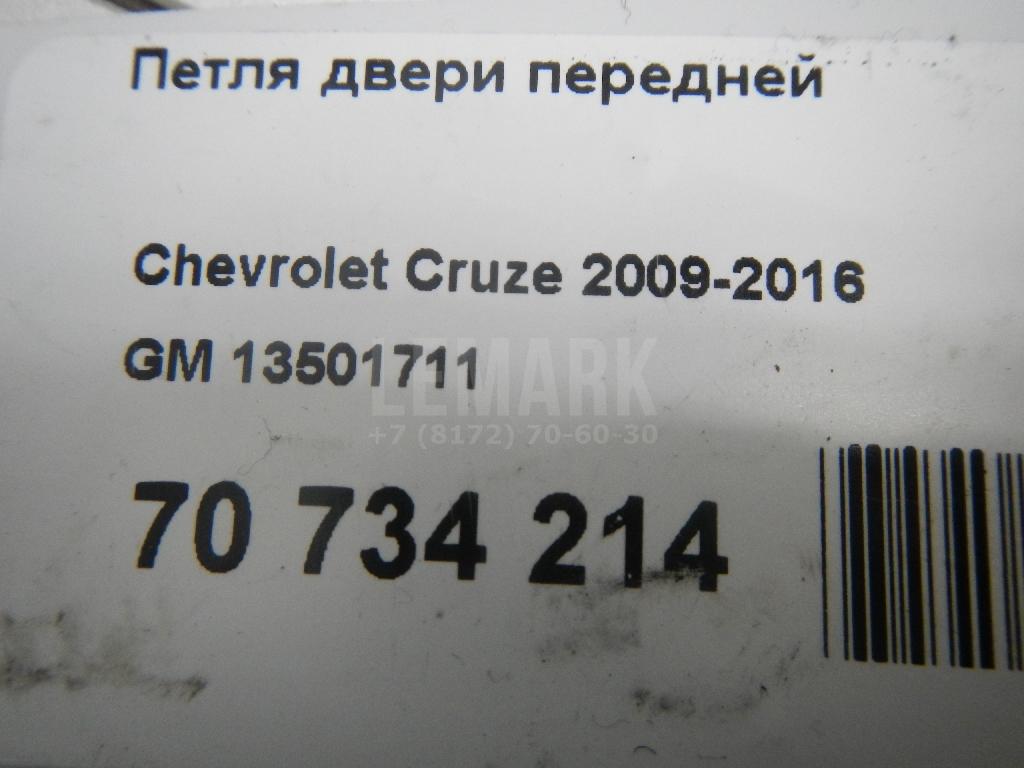 Петля двери передней
Chevrolet Cruze 2009-2016
GM 13501711
LEMARK
+7 (8172) 70-60-30
70 734 214